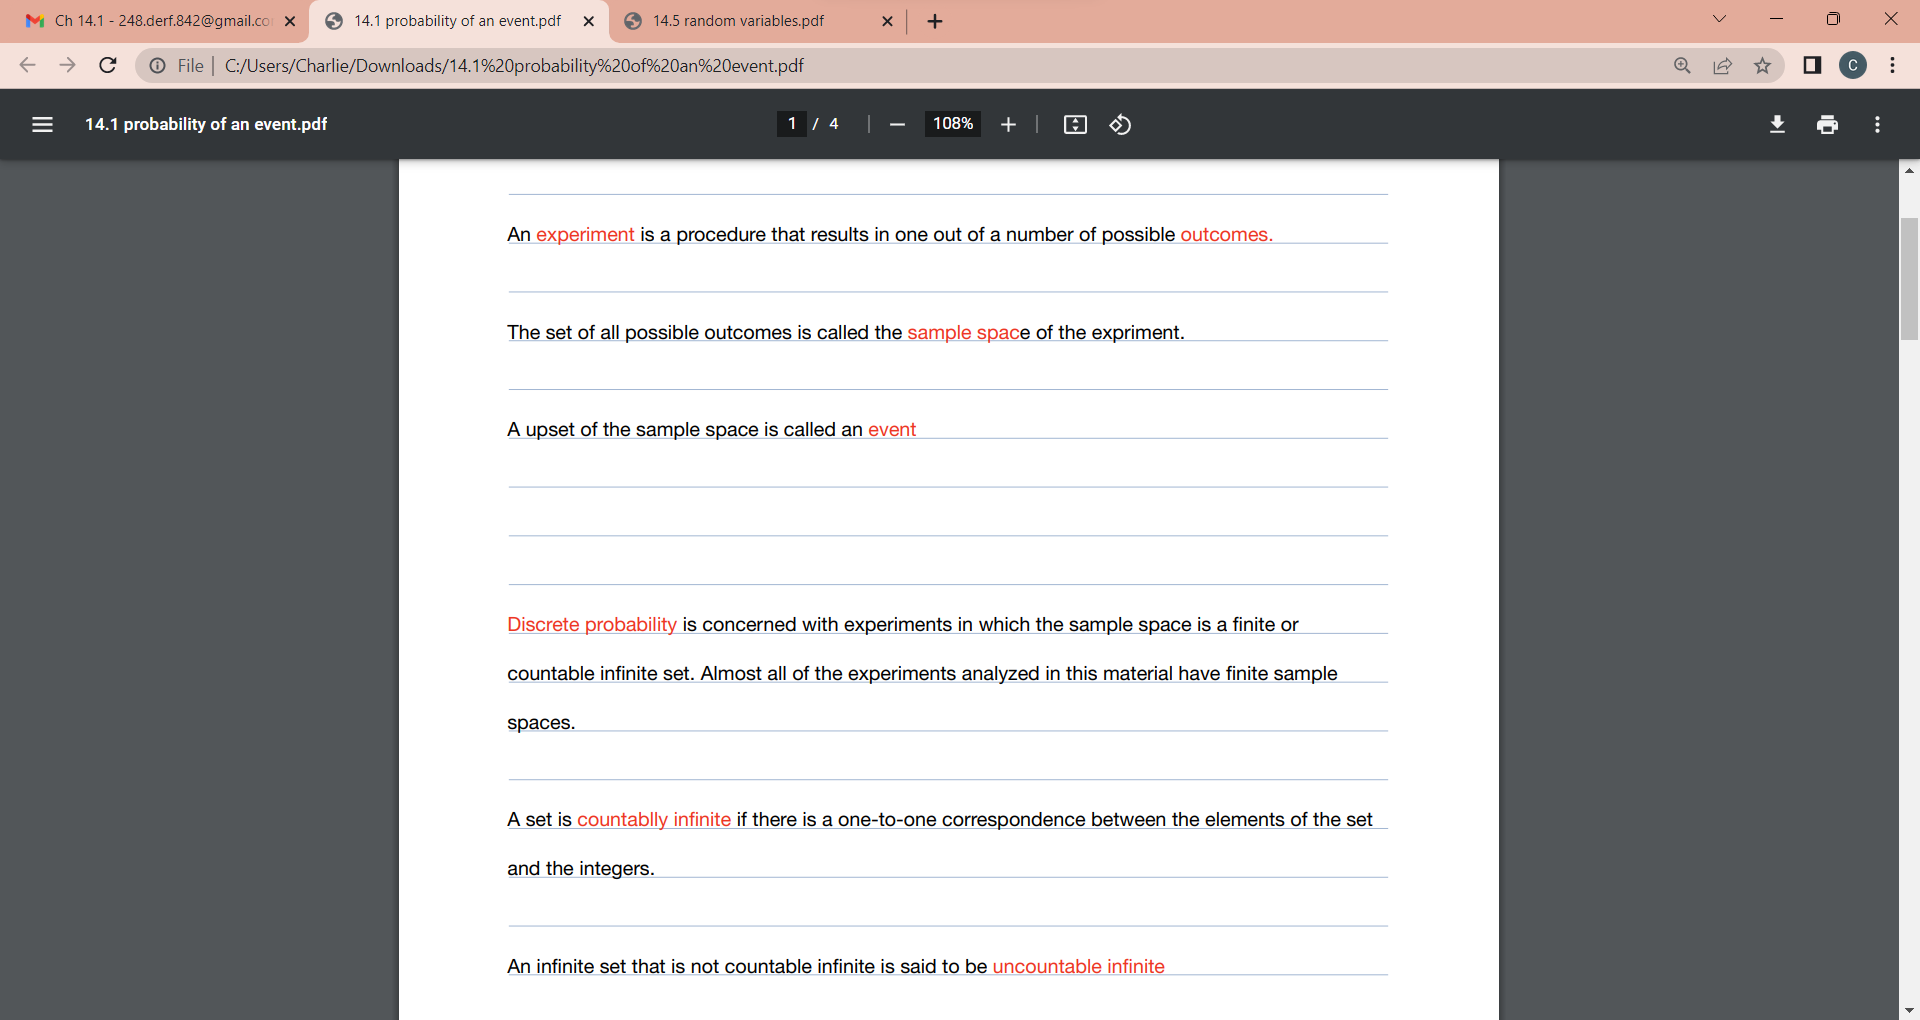 Ch 14.1 - 248.derf.842@gmail.co
14.1 probability of an event.pdf
14.5 random variables.pdf
File | C:/Users/Charlie/Downloads/14.1%20probability%20of%20an%20event.pdf
C
14.1 probability of an event.pdf
1 / 4
108%
An experiment is a procedure that results in one out of a number of possible outcomes.
The set of all possible outcomes is called the sample space of the expriment.
A upset of the sample space is called an event
Discrete probability is concerned with experiments in which the sample space is a finite or
countable infinite set. Almost all of the experiments analyzed in this material have finite sample
spaces.
A set is countablly infinite if there is a one-to-one correspondence between the elements of the set
and the integers.
An infinite set that is not countable infinite is said to be uncountable infinite